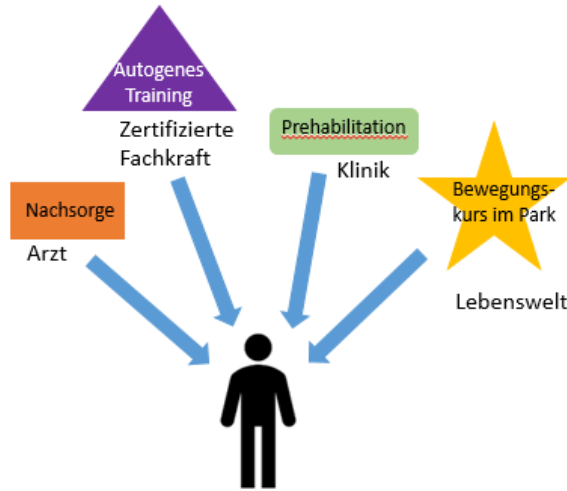 Autogenes
Training
Zertifizierte
Fachkraft
Prehabilitation
Klinik
Bewegungs-
kurs im Park
Lebenswelt
Nachsorge
Arzt